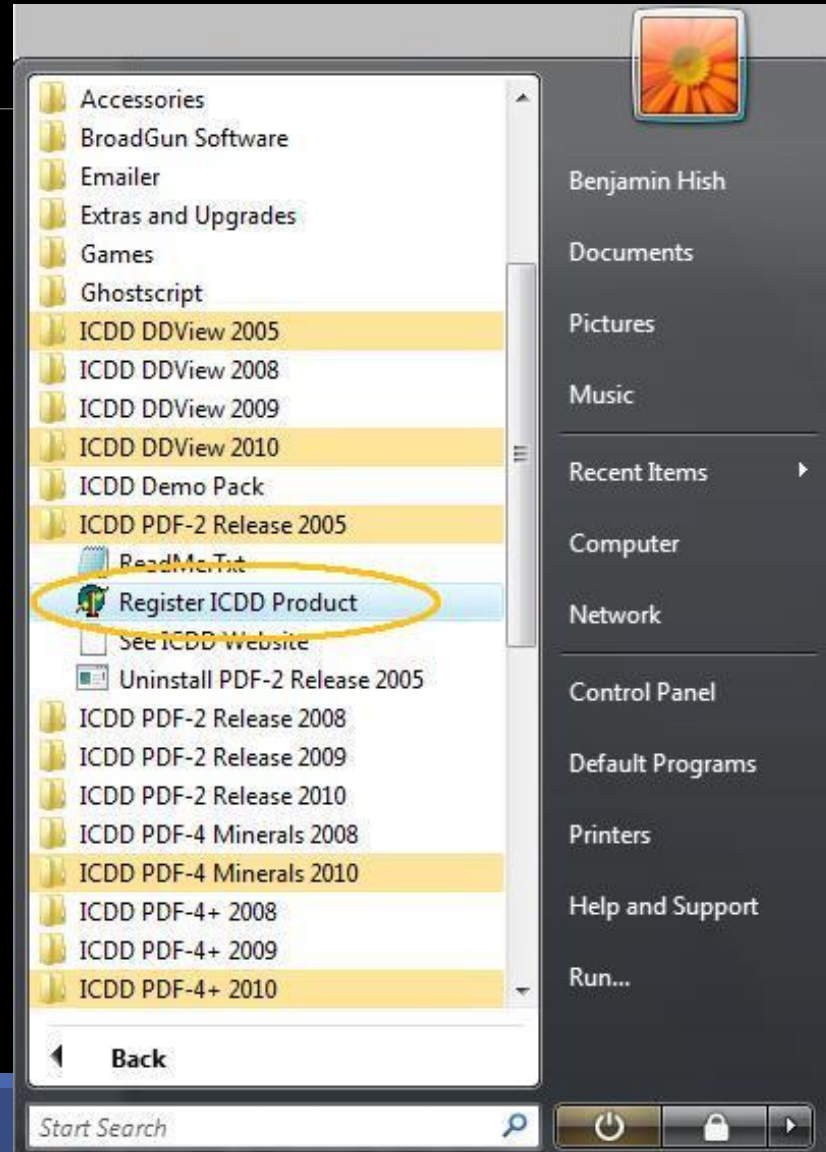 Accessories
BroadGun Software
Emailer
Extras and Upgrades
Games
Ghostscript
ICDD DDView 2005
ICDD DDView 2008
ICDD DDView 2009
ICDD DDView 2010
ICDD Demo Pack
ICDD PDF-2 Release 2005
ReadMe.Txt
Register ICDD Product
See ICDD Website
Uninstall PDF-2 Release 2005
ICDD PDF-2 Release 2008
ICDD PDF-2 Release 2009
ICDD PDF-2 Release 2010
ICDD PDF-4 Minerals 2008
ICDD PDF-4 Minerals 2010
ICDD PDF-4+ 2008
ICDD PDF-4+ 2009
ICDD PDF-4+ 2010
Back
Start Search
Benjamin Hish
Documents
Pictures
Music
Recent Items
Computer
Network
Control Panel
Default Programs
Printers
Help and Support
Run...